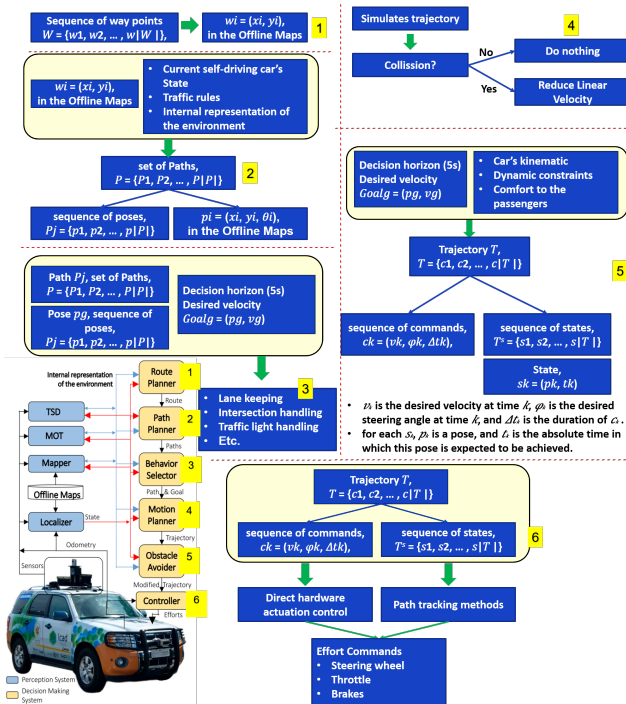 Sequence of way points
W = {w1, w2, … , w|W |},
wi = (xi, yi),
in the Offline Maps
1
wi = (xi, yi),
in the Offline Maps
• Current self-driving car's
State
• Traffic rules
• Internal representation of
the environment
set of Paths,
P = {P1, P2, … , P|P|}
2
sequence of poses,
Pj = {p1, p2, … , p|P|}
pi = (xi, yi, θi),
in the Offline Maps
Path Pj, set of Paths,
P = {P1, P2, … , P|P|}
Pose pg, sequence of
poses,
Pj = {p1, p2, … , p|P|}
Decision horizon (5s)
Desired velocity
Goalg = (pg, vg)
3
• Lane keeping
• Intersection handling
• Traffic light handling
• Etc.
Internal representation
of the environment
Route
Planner
1
Route
TSD
Path
Planner
2
MOT
Paths
Mapper
Behavior
Selector
3
Path & Goal
Offline Maps
Motion
Planner
4
Localizer
State
Trajectory
Odometry
Obstacle
Avoider
5
Sensors
Modified Trajectory
Controller
6
Efforts
lcad
Perception System
Decision Making
System
Simulates trajectory
4
Collission?
No
Do nothing
Yes
Reduce Linear
Velocity
Decision horizon (5s)
Desired velocity
Goalg = (pg, vg)
• Car's kinematic
• Dynamic constraints
• Comfort to the
passengers
Trajectory T,
T = {c1, c2, … , c|T |}
5
sequence of commands,
ck = (vk, φk, Δtk),
sequence of states,
Tˢ = {s1, s2, … , s|T |}
State,
sk = (pk, tk)
• vₖ is the desired velocity at time k, φₖ is the desired
steering angle at time k, and Δtₖ is the duration of cₖ .
• for each sₖ, pₖ is a pose, and tₖ is the absolute time in
which this pose is expected to be achieved.
Trajectory T,
T = {c1, c2, … , c|T |}
sequence of commands,
ck = (vk, φk, Δtk),
sequence of states,
Tˢ = {s1, s2, … , s|T |}
6
Direct hardware
actuation control
Path tracking methods
Effort Commands
• Steering wheel
• Throttle
• Brakes